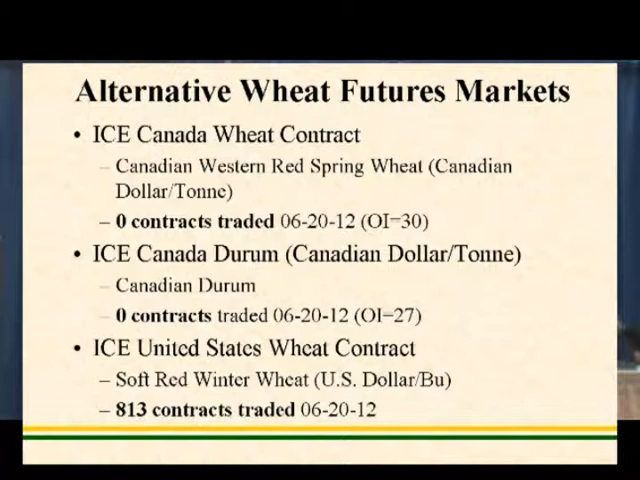 Alternative Wheat Futures Markets
• ICE Canada Wheat Contract
– Canadian Western Red Spring Wheat (Canadian
Dollar/Tonne)
– 0 contracts traded 06-20-12 (OI=30)
• ICE Canada Durum (Canadian Dollar/Tonne)
– Canadian Durum
– 0 contracts traded 06-20-12 (OI=27)
• ICE United States Wheat Contract
– Soft Red Winter Wheat (U.S. Dollar/Bu)
– 813 contracts traded 06-20-12